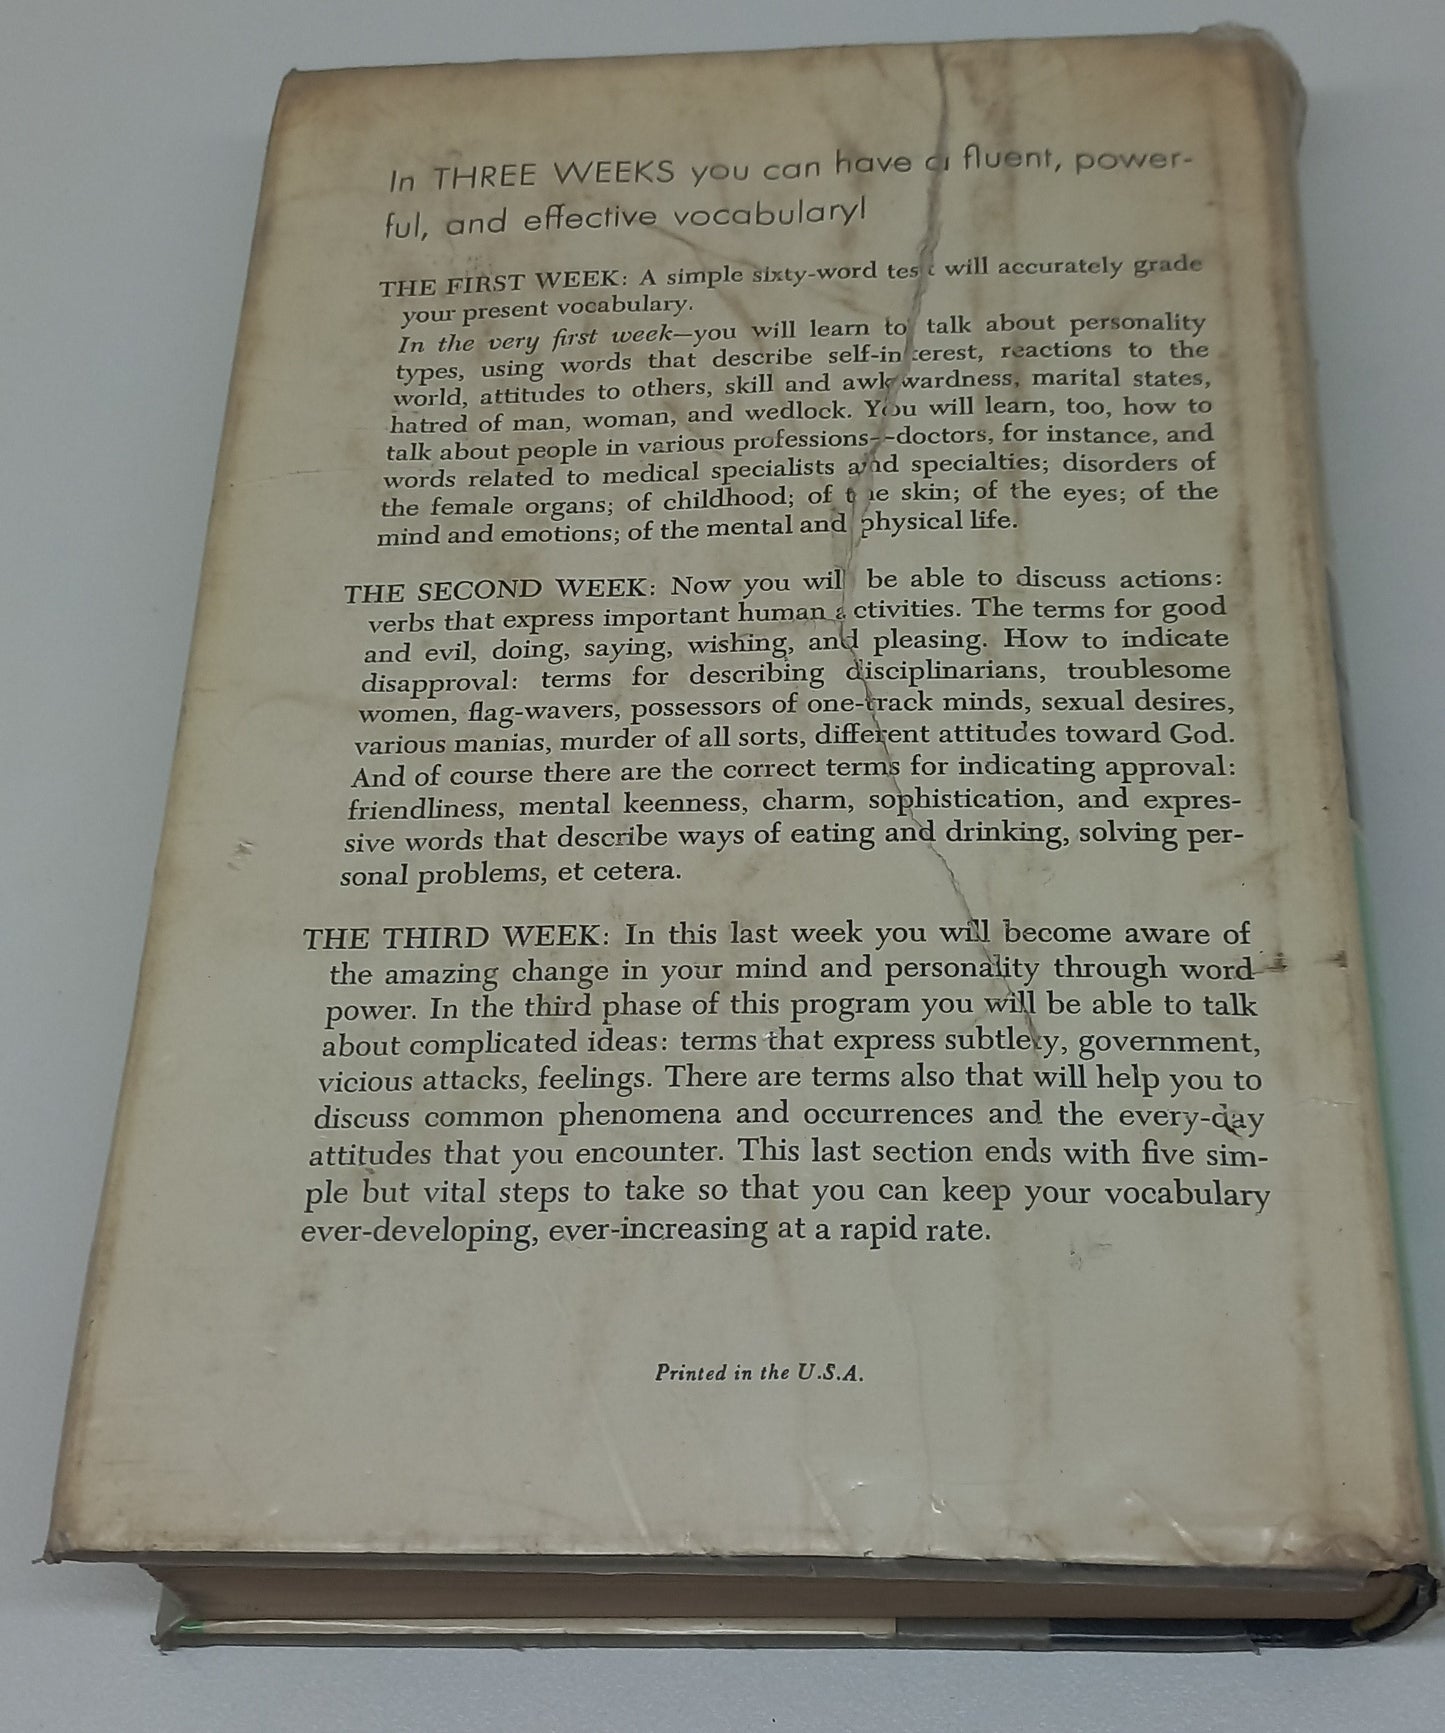 In THREE WEEKS you can have a fluent, power-
ful, and effective vocabulary!
THE FIRST WEEK: A simple sixty-word test will accurately grade
your present vocabulary.
In the very first week—you will learn to talk about personality
types, using words that describe self-interest, reactions to the
world, attitudes to others, skill and awkwardness, marital states,
hatred of man, woman, and wedlock. You will learn, too, how to
talk about people in various professions—doctors, for instance, and
words related to medical specialists and specialties; disorders of
the female organs; of childhood; of the skin; of the eyes; of the
mind and emotions; of the mental and physical life.
THE SECOND WEEK: Now you will be able to discuss actions:
verbs that express important human activities. The terms for good
and evil, doing, saying, wishing, and pleasing. How to indicate
disapproval: terms for describing disciplinarians, troublesome
women, flag-wavers, possessors of one-track minds, sexual desires,
various manias, murder of all sorts, different attitudes toward God.
And of course there are the correct terms for indicating approval:
friendliness, mental keenness, charm, sophistication, and expres-
sive words that describe ways of eating and drinking, solving per-
sonal problems, et cetera.
THE THIRD WEEK: In this last week you will become aware of
the amazing change in your mind and personality through word
power. In the third phase of this program you will be able to talk
about complicated ideas: terms that express subtlety, government,
vicious attacks, feelings. There are terms also that will help you to
discuss common phenomena and occurrences and the every-day
attitudes that you encounter. This last section ends with five sim-
ple but vital steps to take so that you can keep your vocabulary
ever-developing, ever-increasing at a rapid rate.
Printed in the U.S.A.